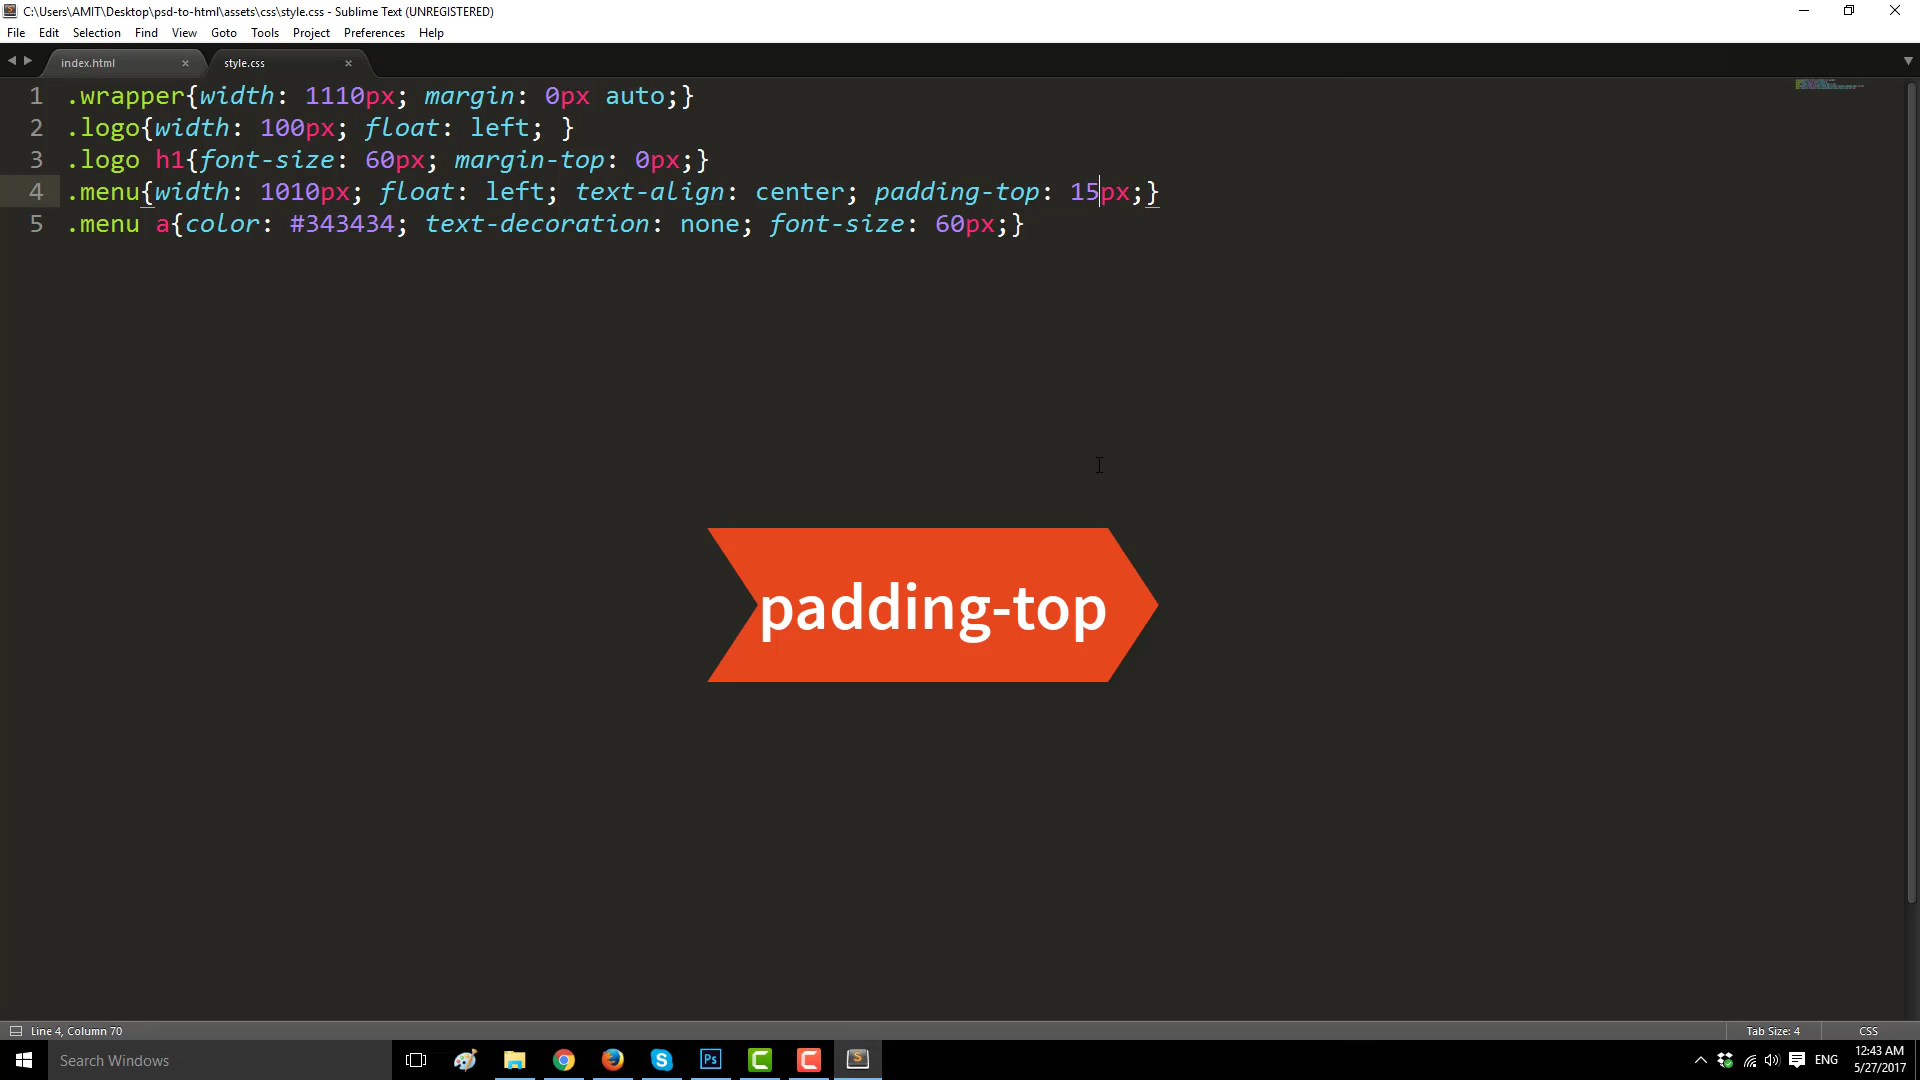 C:\Users\AMIT\Desktop\psd-to-html\assets\css\style.css - Sublime Text (UNREGISTERED)
File Edit Selection Find View Goto Tools Project Preferences Help
index.html × style.css ×
1 .wrapper{width: 1110px; margin: 0px auto;}
2 .logo{width: 100px; float: left; }
3 .logo h1{font-size: 60px; margin-top: 0px;}
4 .menu{width: 1010px; float: left; text-align: center; padding-top: 15px;}
5 .menu a{color: #343434; text-decoration: none; font-size: 60px;}
padding-top
Line 4, Column 70 Tab Size: 4 CSS
Search Windows Ps S ENG 12:43 AM
5/27/2017